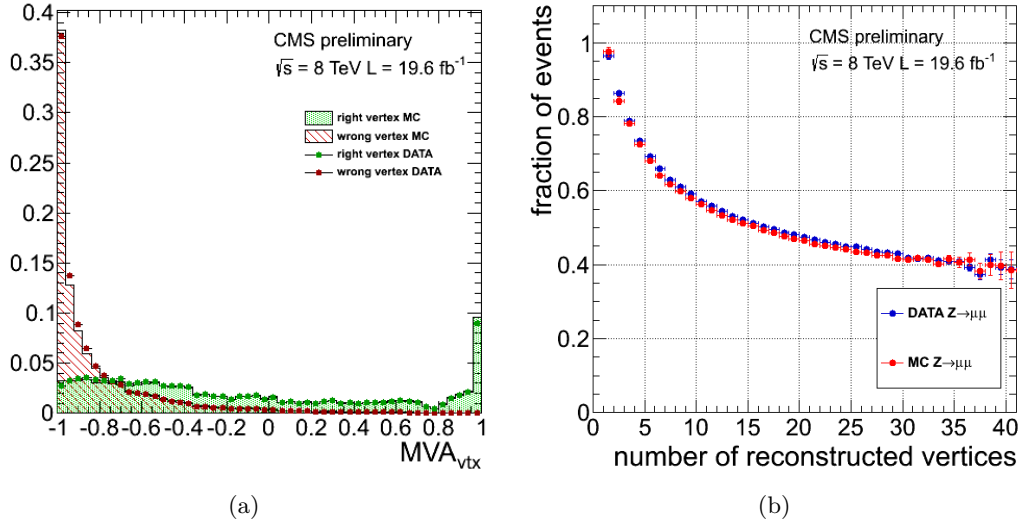 0.4
0.35
0.3
0.25
0.2
0.15
0.1
0.05
0
CMS preliminary
√s = 8 TeV L = 19.6 fb⁻¹
right vertex MC
wrong vertex MC
right vertex DATA
wrong vertex DATA
-1 -0.8 -0.6 -0.4 -0.2 0 0.2 0.4 0.6 0.8 1
MVAvtx
(a)
fraction of events
1
0.8
0.6
0.4
0.2
0
CMS preliminary
√s = 8 TeV L = 19.6 fb⁻¹
DATA Z→μμ
MC Z→μμ
0 5 10 15 20 25 30 35 40
number of reconstructed vertices
(b)